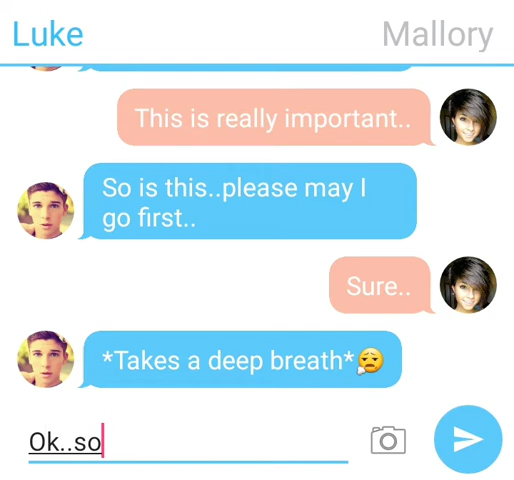 Luke
Mallory
This is really important..
So is this..please may I
go first..
Sure..
*Takes a deep breath*😮‍💨
Ok..so